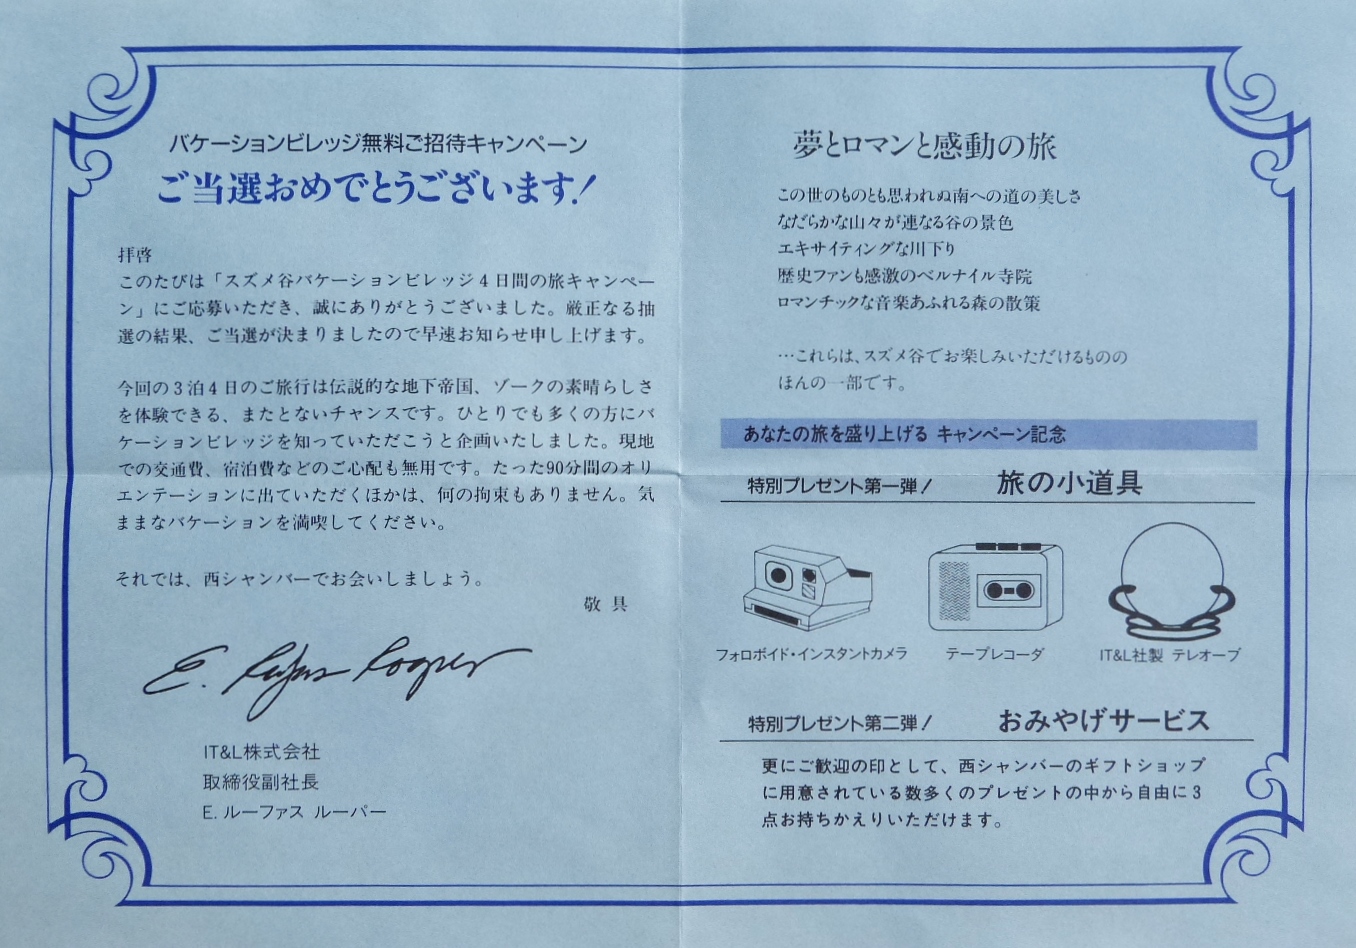 バケーションビレッジ無料ご招待キャンペーン
ご当選おめでとうございます!
拝啓
このたびは「スズメ谷バケーションビレッジ4日間の旅キャンペー
ン」にご応募いただき、誠にありがとうございました。厳正なる抽
選の結果、ご当選が決まりましたので早速お知らせ申し上げます。
今回の3泊4日のご旅行は伝説的な地下帝国、ゾークの素晴らしさ
を体験できる、またとないチャンスです。ひとりでも多くの方にバ
ケーションビレッジを知っていただこうと企画いたしました。現地
での交通費、宿泊費などのご心配も無用です。たった90分間のオリ
エンテーションに出ていただくほかは、何の拘束もありません。気
ままなバケーションを満喫してください。
それでは、西シャンバーでお会いしましょう。
敬具
IT&L株式会社
取締役副社長
E. ルーファス ルーパー
夢とロマンと感動の旅
この世のものとも思われぬ南への道の美しさ
なだらかな山々が連なる谷の景色
エキサイティングな川下り
歴史ファンも感激のベルナイル寺院
ロマンチックな音楽あふれる森の散策
…これらは、スズメ谷でお楽しみいただけるものの
ほんの一部です。
あなたの旅を盛り上げる キャンペーン記念
特別プレゼント第一弾! 旅の小道具
フォロボイド・インスタントカメラ テープレコーダ IT&L社製 テレオーブ
特別プレゼント第二弾! おみやげサービス
更にご歓迎の印として、西シャンバーのギフトショップ
に用意されている数多くのプレゼントの中から自由に3
点お持ちかえりいただけます。